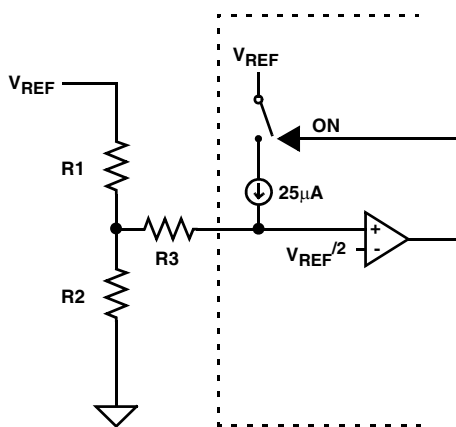 VREF
VREF
ON
R1
25μA
R3
VREF/2
+
-
R2